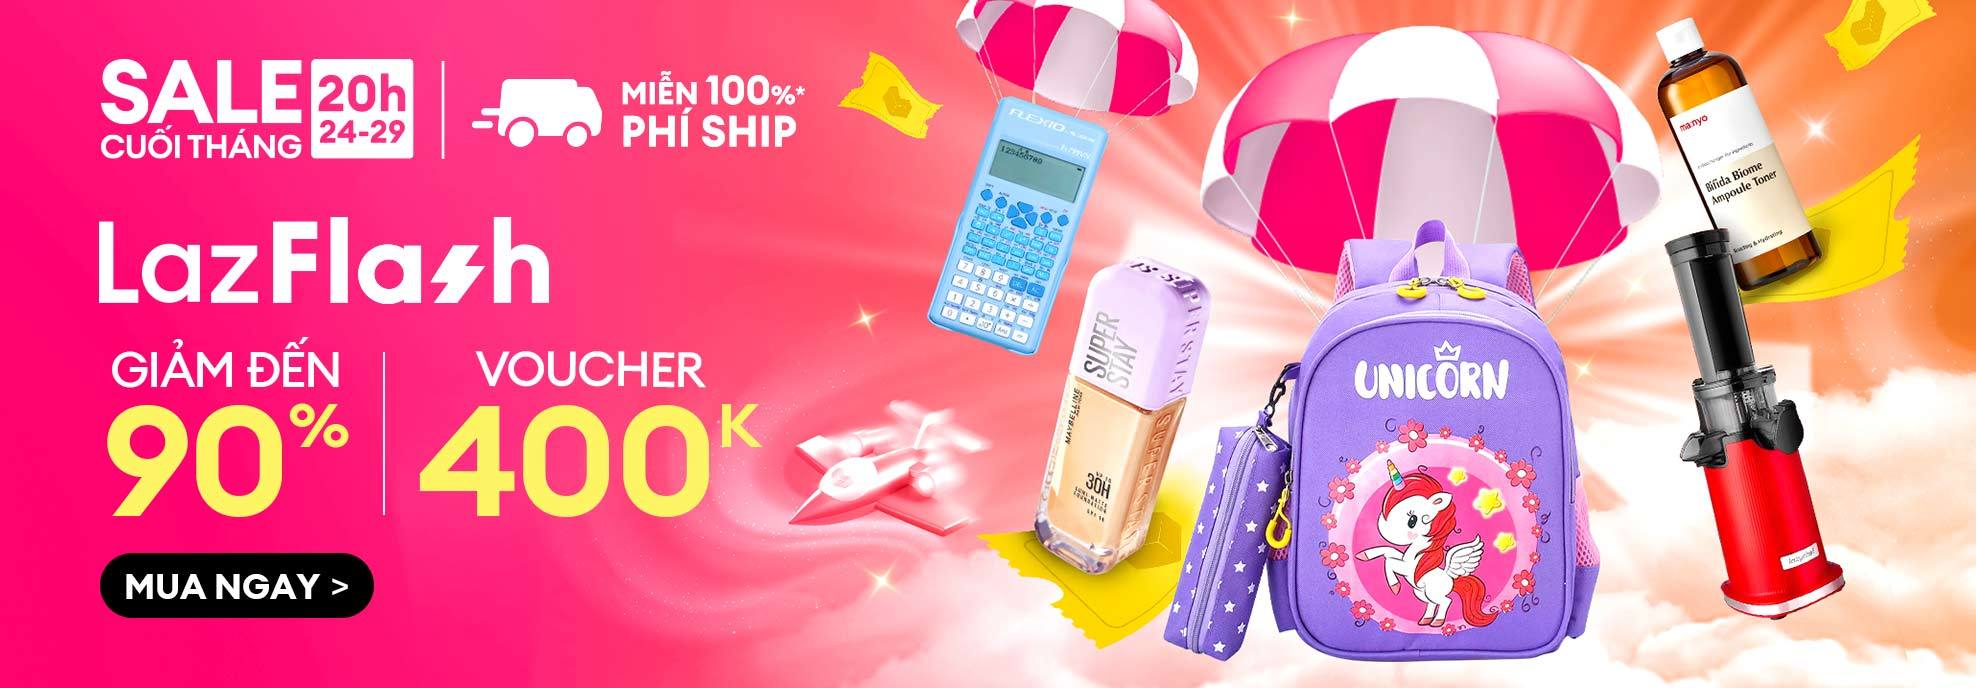 SALE
CUỐI THÁNG
20h
24-29
MIỄN 100%*
PHÍ SHIP
LazFlash
GIẢM ĐẾN
90%
VOUCHER
400K
MUA NGAY >
FLEXIO
SUPER
STAY
MAYBELLINE
30H
UNICORN
ma:nyo
Bifida Biome
Ampoule Toner